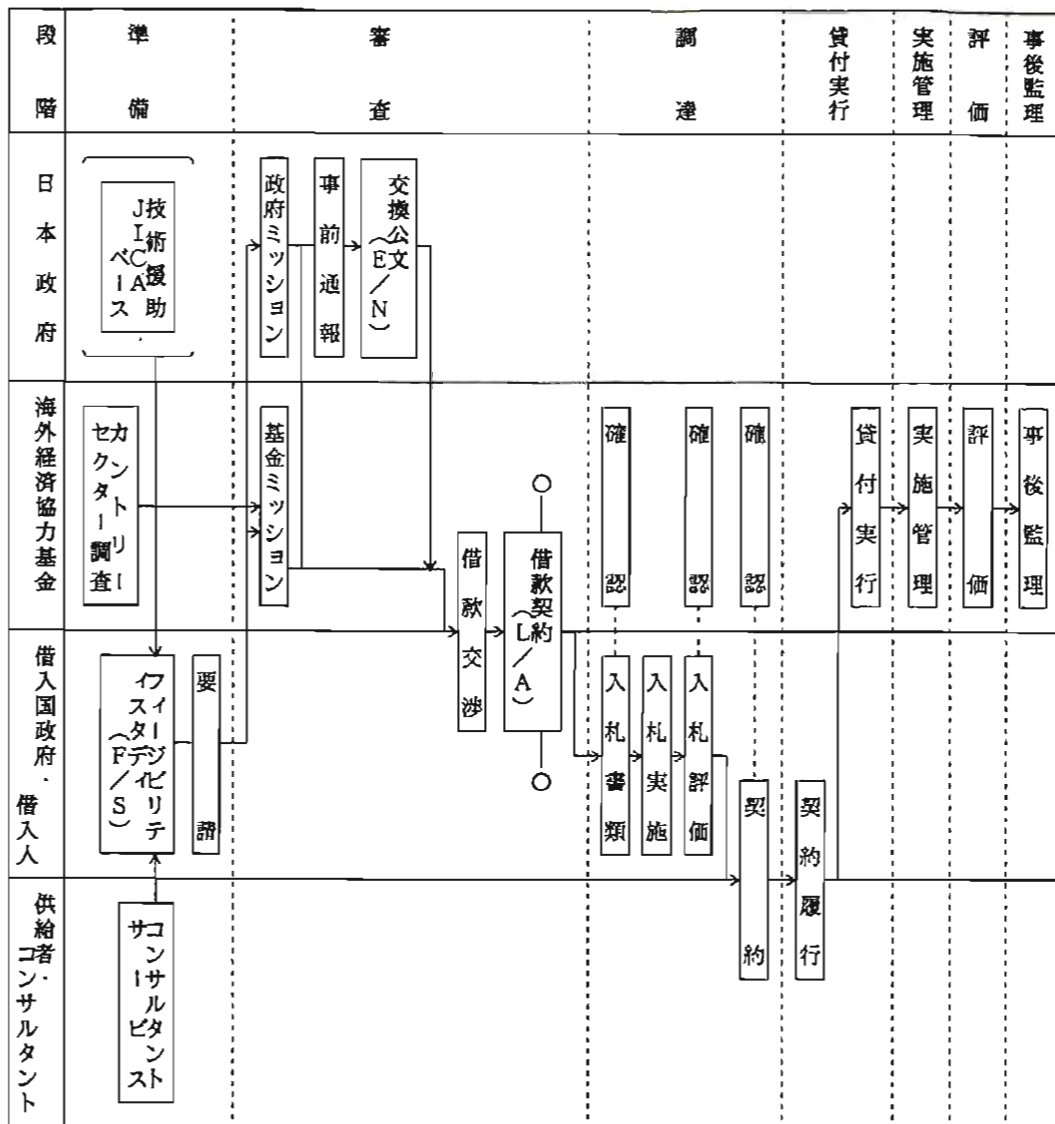 段階
準備
審査
調達
貸付実行
実施管理
評価
事後監理
日本政府
技術援助
JICA
ベース
政府ミッション
事前通報
交換公文
(E/N)
海外経済協力基金
カントリー
セクター調査
基金ミッション
借款交渉
借款契約
(L/A)
確認
確認
確認
貸付実行
実施管理
評価
事後監理
借入国政府・
借入人
フィージビリテ
ィスタディ
(F/S)
要請
入札書類
入札実施
入札評価
契約
契約履行
供給者・
コンサルタント
コンサルタント
サービス